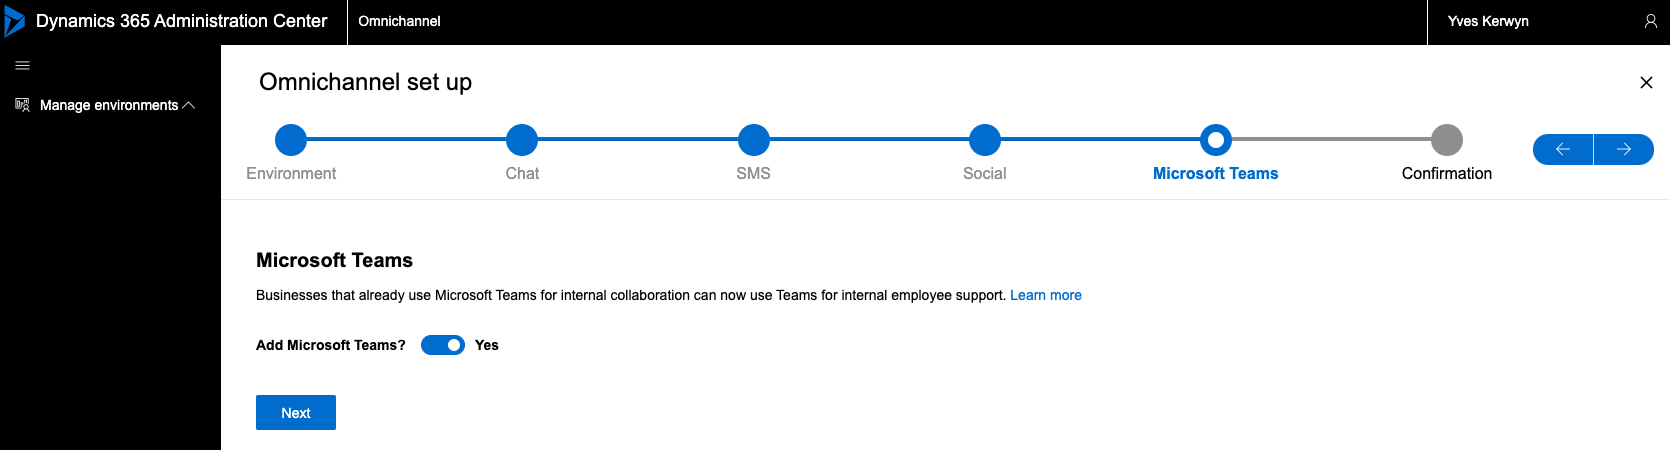 Dynamics 365 Administration Center
Omnichannel
Yves Kerwyn
Manage environments
Omnichannel set up
Environment
Chat
SMS
Social
Microsoft Teams
Confirmation
Microsoft Teams
Businesses that already use Microsoft Teams for internal collaboration can now use Teams for internal employee support. Learn more
Add Microsoft Teams? Yes
Next